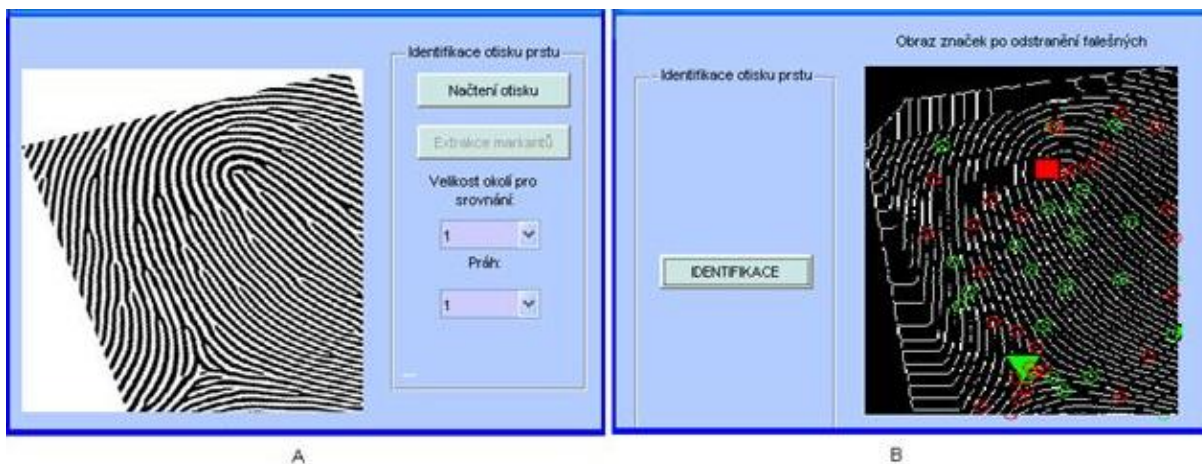 Identifikace otisku prstu
Načtení otisku
Extrakce markantů
Velikost okolí pro
srovnání:
1
Práh:
1
A
Obraz značek po odstranění falešných
Identifikace otisku prstu
IDENTIFIKACE
B